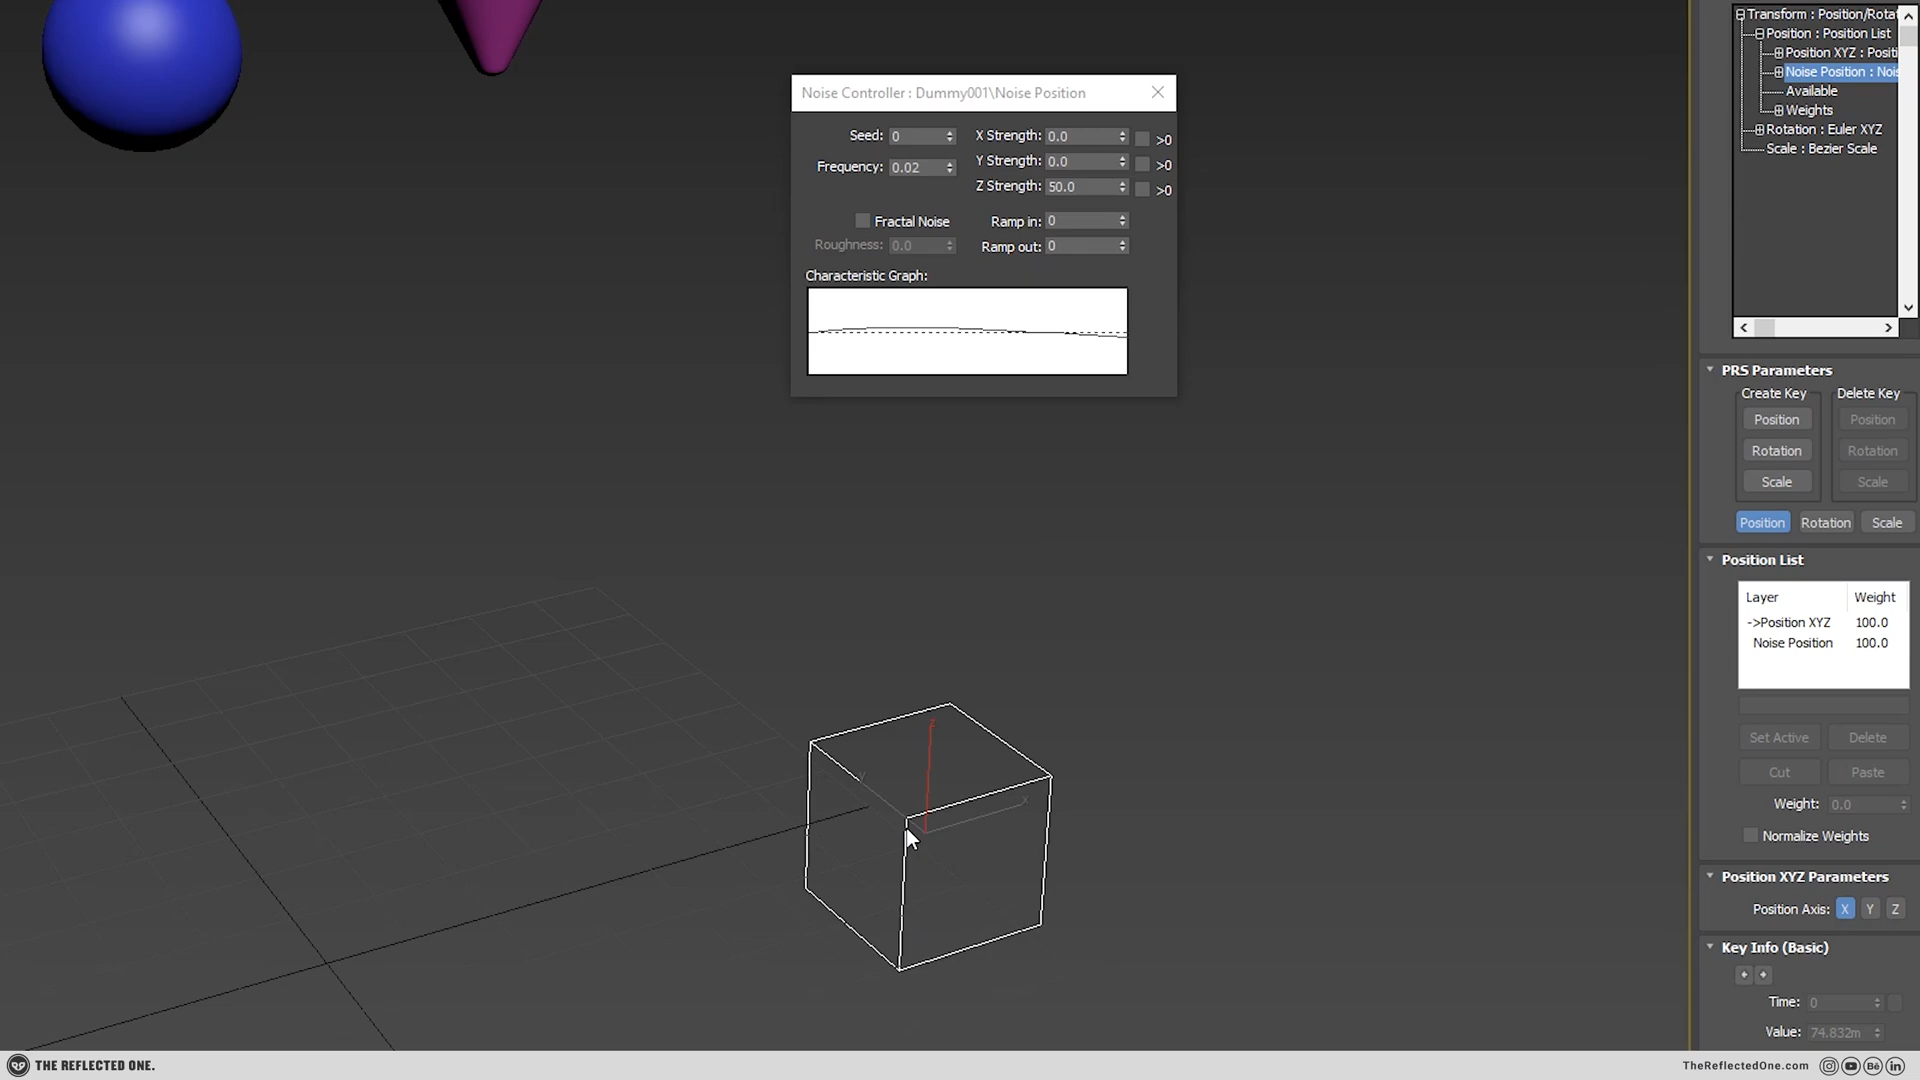 Noise Controller : Dummy001\Noise Position
Seed: 0
X Strength: 0.0 >0
Frequency: 0.02
Y Strength: 0.0 >0
Z Strength: 50.0 >0
Fractal Noise
Ramp in: 0
Roughness: 0.0
Ramp out: 0
Characteristic Graph:
z
y
x
Transform : Position/Rotat
Position : Position List
Position XYZ : Positi
Noise Position : Nois
Available
Weights
Rotation : Euler XYZ
Scale : Bezier Scale
PRS Parameters
Create Key Delete Key
Position Position
Rotation Rotation
Scale Scale
Position Rotation Scale
Position List
Layer Weight
->Position XYZ 100.0
Noise Position 100.0
Set Active Delete
Cut Paste
Weight: 0.0
Normalize Weights
Position XYZ Parameters
Position Axis: X Y Z
Key Info (Basic)
Time: 0
Value: 74.832m
THE REFLECTED ONE.
TheReflectedOne.com